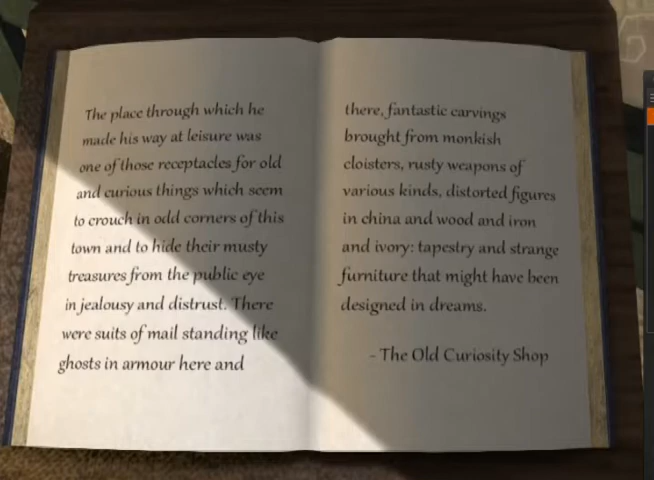 The place through which he
made his way at leisure was
one of those receptacles for old
and curious things which seem
to crouch in odd corners of this
town and to hide their musty
treasures from the public eye
in jealousy and distrust. There
were suits of mail standing like
ghosts in armour here and
there, fantastic carvings
brought from monkish
cloisters, rusty weapons of
various kinds, distorted figures
in china and wood and iron
and ivory: tapestry and strange
furniture that might have been
designed in dreams.
- The Old Curiosity Shop